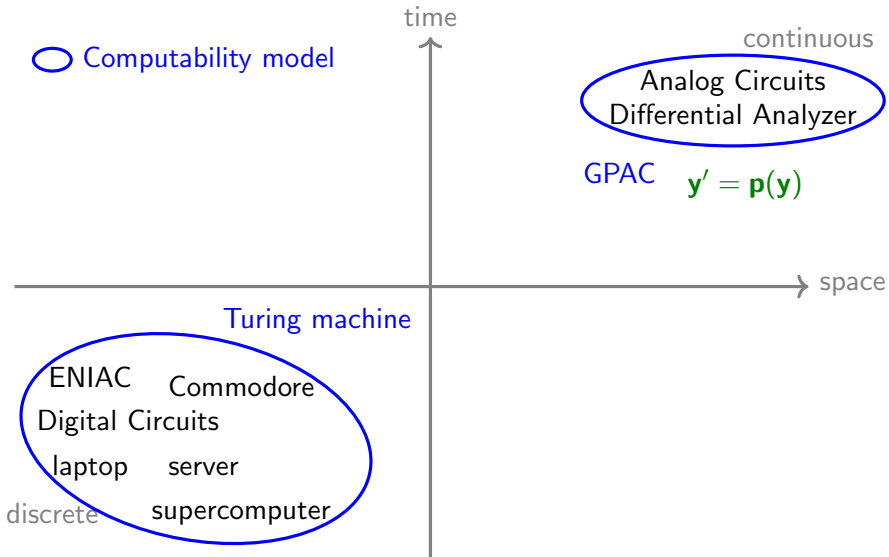 time
continuous
Computability model
Analog Circuits
Differential Analyzer
GPAC
y′ = p(y)
space
Turing machine
ENIAC
Commodore
Digital Circuits
laptop
server
discrete
supercomputer